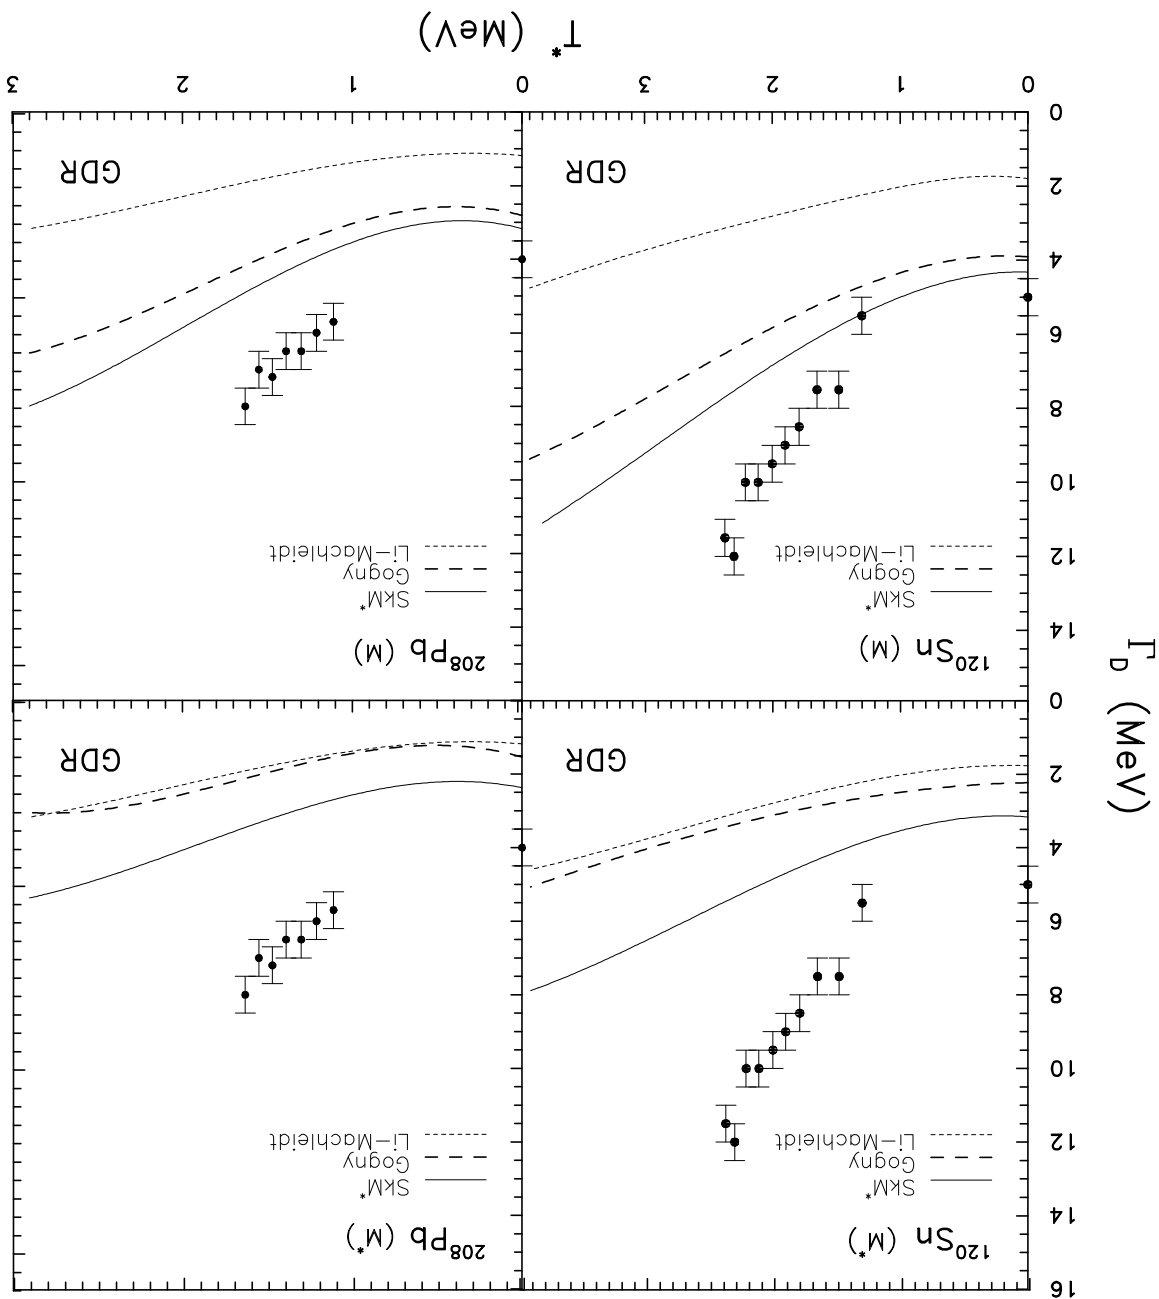 16
¹²⁰Sn (M*)
²⁰⁸Pb (M*)
14
SkM*
Gogny
Li–Machleidt
SkM*
Gogny
Li–Machleidt
12
10
8
6
4
2
GDR
GDR
0
Γ_D (MeV)
¹²⁰Sn (M)
²⁰⁸Pb (M)
14
SkM*
Gogny
Li–Machleidt
SkM*
Gogny
Li–Machleidt
12
10
8
6
4
2
GDR
GDR
0
0 1 2 3 0 1 2 3
T* (MeV)